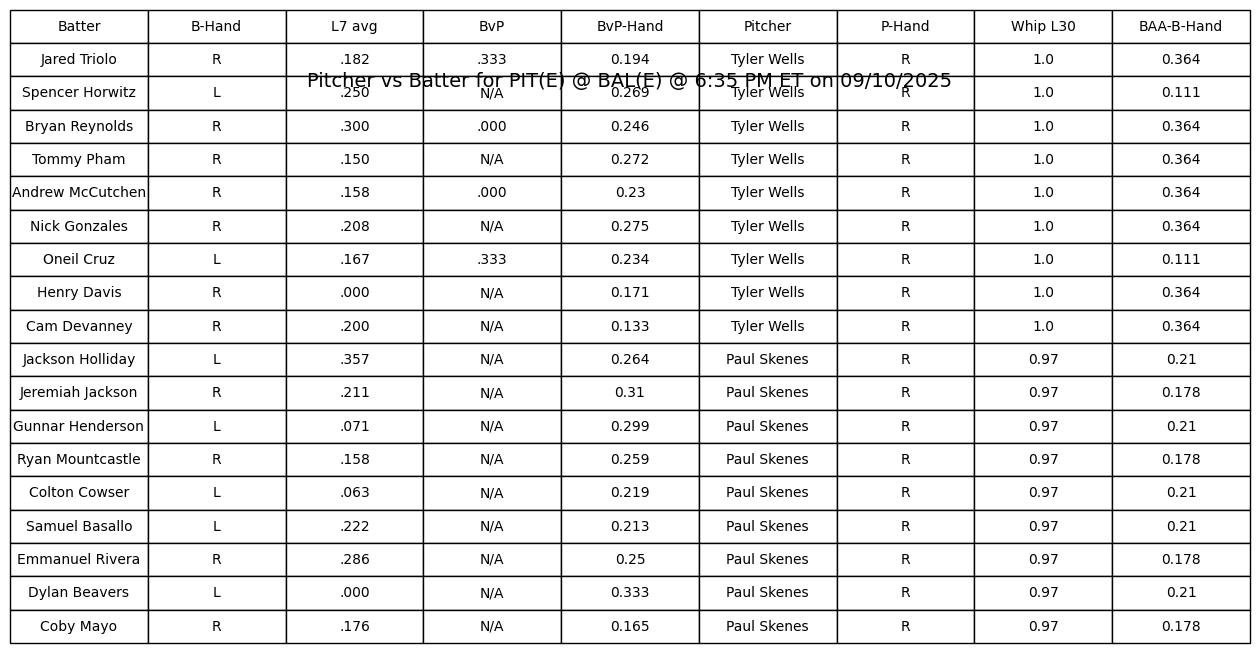 Batter B-Hand L7 avg BvP BvP-Hand Pitcher P-Hand Whip L30 BAA-B-Hand
Jared Triolo R .182 .333 0.194 Tyler Wells R 1.0 0.364
Pitcher vs Batter for PIT(E) @ BAL(E) @ 6:35 PM ET on 09/10/2025
Spencer Horwitz L .250 N/A 0.269 Tyler Wells R 1.0 0.111
Bryan Reynolds R .300 .000 0.246 Tyler Wells R 1.0 0.364
Tommy Pham R .150 N/A 0.272 Tyler Wells R 1.0 0.364
Andrew McCutchen R .158 .000 0.23 Tyler Wells R 1.0 0.364
Nick Gonzales R .208 N/A 0.275 Tyler Wells R 1.0 0.364
Oneil Cruz L .167 .333 0.234 Tyler Wells R 1.0 0.111
Henry Davis R .000 N/A 0.171 Tyler Wells R 1.0 0.364
Cam Devanney R .200 N/A 0.133 Tyler Wells R 1.0 0.364
Jackson Holliday L .357 N/A 0.264 Paul Skenes R 0.97 0.21
Jeremiah Jackson R .211 N/A 0.31 Paul Skenes R 0.97 0.178
Gunnar Henderson L .071 N/A 0.299 Paul Skenes R 0.97 0.21
Ryan Mountcastle R .158 N/A 0.259 Paul Skenes R 0.97 0.178
Colton Cowser L .063 N/A 0.219 Paul Skenes R 0.97 0.21
Samuel Basallo L .222 N/A 0.213 Paul Skenes R 0.97 0.21
Emmanuel Rivera R .286 N/A 0.25 Paul Skenes R 0.97 0.178
Dylan Beavers L .000 N/A 0.333 Paul Skenes R 0.97 0.21
Coby Mayo R .176 N/A 0.165 Paul Skenes R 0.97 0.178